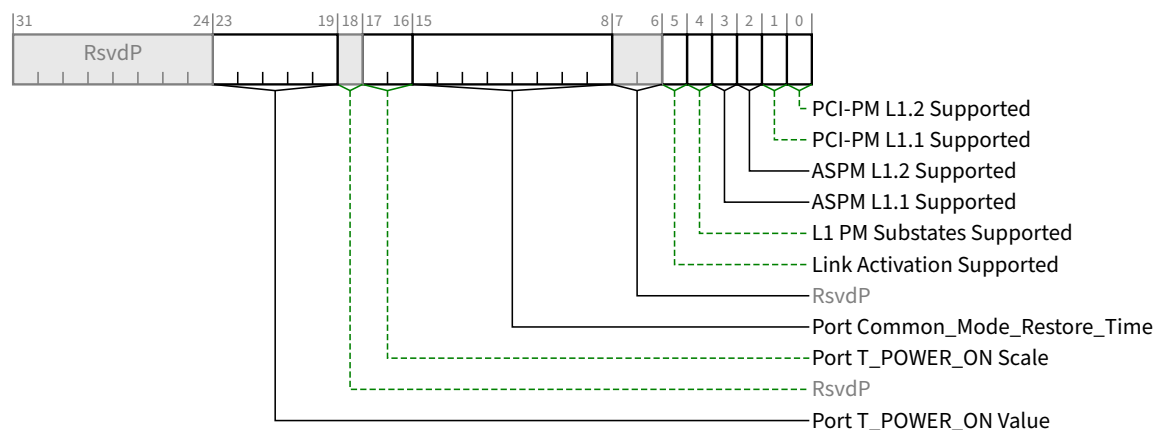 31 24 23 19 18 17 16 15 8 7 6 5 4 3 2 1 0
RsvdP
PCI-PM L1.2 Supported
PCI-PM L1.1 Supported
ASPM L1.2 Supported
ASPM L1.1 Supported
L1 PM Substates Supported
Link Activation Supported
RsvdP
Port Common_Mode_Restore_Time
Port T_POWER_ON Scale
RsvdP
Port T_POWER_ON Value